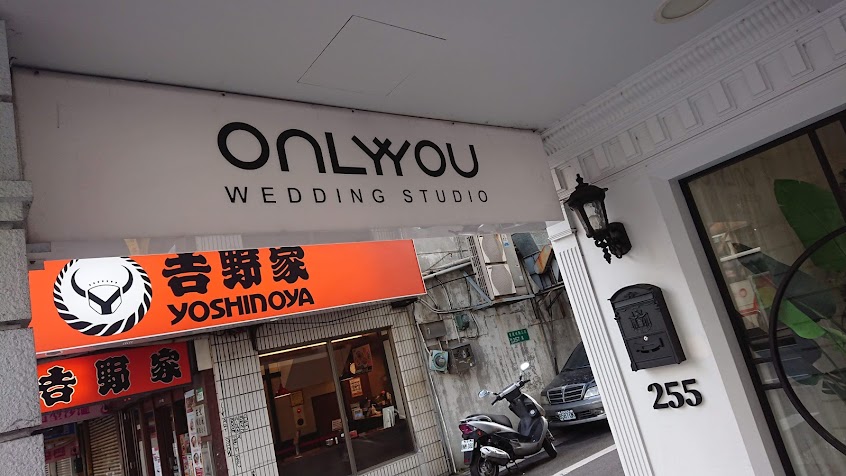 ONLYYOU
WEDDING STUDIO
吉野家
YOSHINOYA
吉野家
255